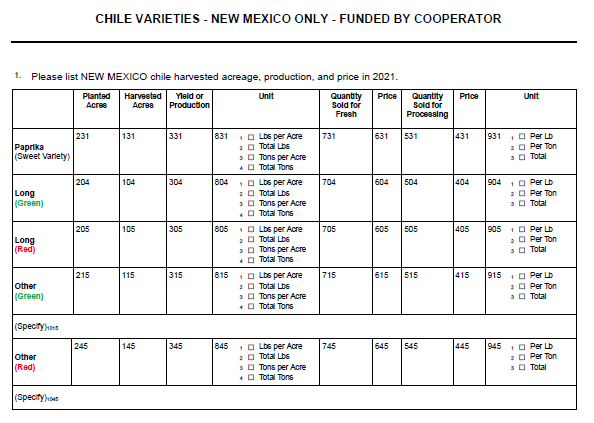 CHILE VARIETIES - NEW MEXICO ONLY - FUNDED BY COOPERATOR
1. Please list NEW MEXICO chile harvested acreage, production, and price in 2021.
Planted Acres Harvested Acres Yield or Production Unit Quantity Sold for Fresh Price Quantity Sold for Processing Price Unit
Paprika (Sweet Variety) 231 131 331 831 1 ☐ Lbs per Acre 731 631 531 431 931 1 ☐ Per Lb
2 ☐ Total Lbs 2 ☐ Per Ton
3 ☐ Tons per Acre 3 ☐ Total
4 ☐ Total Tons
Long (Green) 204 104 304 804 1 ☐ Lbs per Acre 704 604 504 404 904 1 ☐ Per Lb
2 ☐ Total Lbs 2 ☐ Per Ton
3 ☐ Tons per Acre 3 ☐ Total
4 ☐ Total Tons
Long (Red) 205 105 305 805 1 ☐ Lbs per Acre 705 605 505 405 905 1 ☐ Per Lb
2 ☐ Total Lbs 2 ☐ Per Ton
3 ☐ Tons per Acre 3 ☐ Total
4 ☐ Total Tons
Other (Green) 215 115 315 815 1 ☐ Lbs per Acre 715 615 515 415 915 1 ☐ Per Lb
2 ☐ Total Lbs 2 ☐ Per Ton
3 ☐ Tons per Acre 3 ☐ Total
4 ☐ Total Tons
(Specify)1015
Other (Red) 245 145 345 845 1 ☐ Lbs per Acre 745 645 545 445 945 1 ☐ Per Lb
2 ☐ Total Lbs 2 ☐ Per Ton
3 ☐ Tons per Acre 3 ☐ Total
4 ☐ Total Tons
(Specify)1045